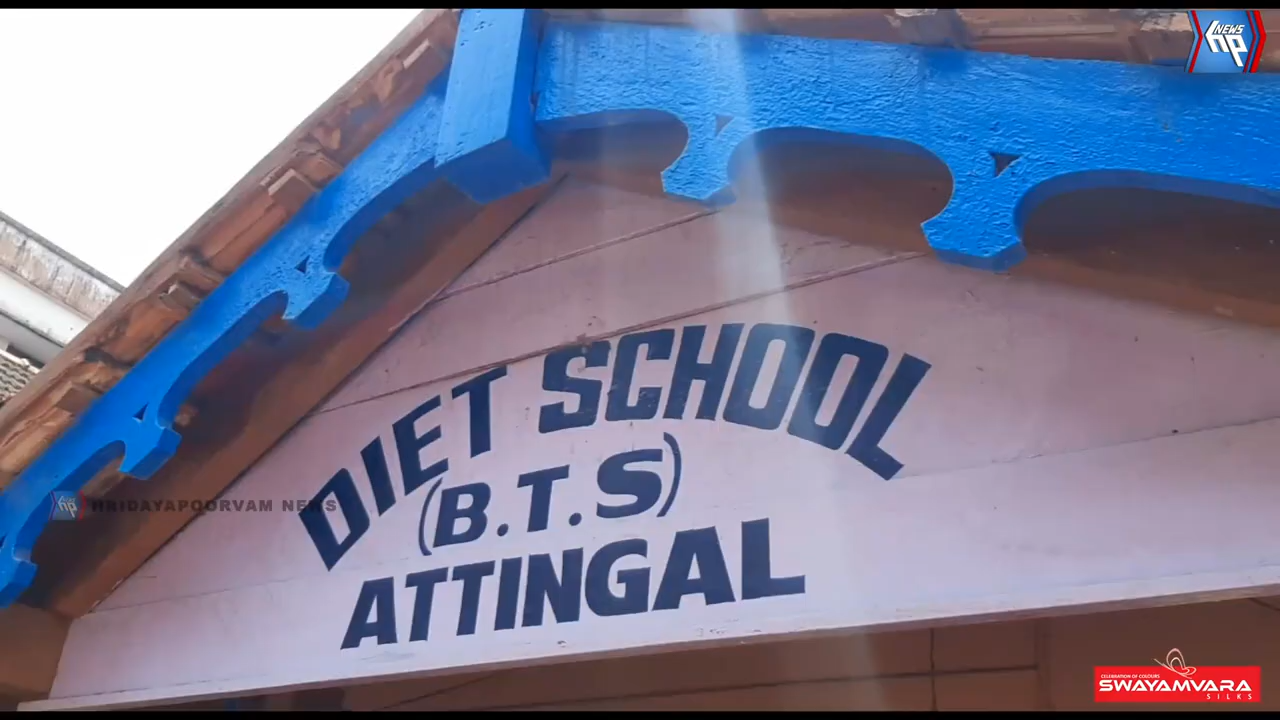 NEWS
hp
DIET SCHOOL
(B.T.S)
ATTINGAL
HRIDAYAPOORVAM NEWS
CELEBRATION OF COLOURS
SWAYAMVARA
SILKS